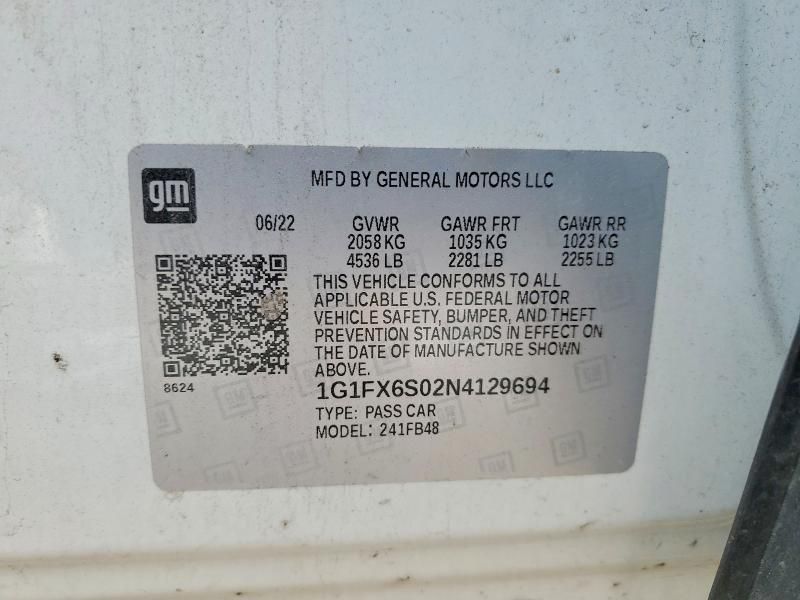 gm
MFD BY GENERAL MOTORS LLC
06/22 GVWR GAWR FRT GAWR RR
2058 KG 1035 KG 1023 KG
4536 LB 2281 LB 2255 LB
THIS VEHICLE CONFORMS TO ALL
APPLICABLE U.S. FEDERAL MOTOR
VEHICLE SAFETY, BUMPER, AND THEFT
PREVENTION STANDARDS IN EFFECT ON
THE DATE OF MANUFACTURE SHOWN
ABOVE.
8624
1G1FX6S02N4129694
TYPE: PASS CAR
MODEL: 241FB48